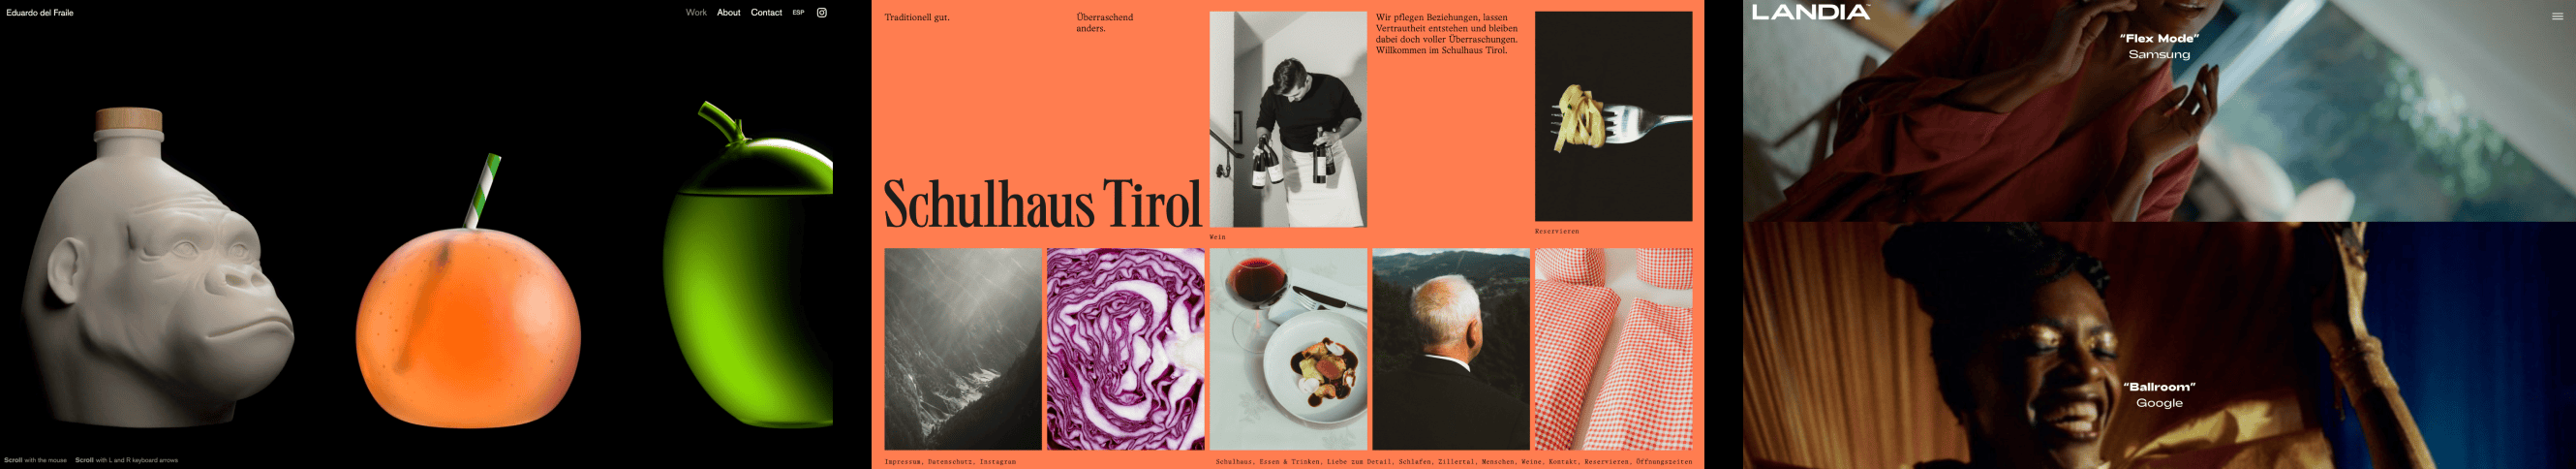 Eduardo del Fraile
Work About Contact ESP
Scroll with the mouse Scroll with L and R keyboard arrows
Traditionell gut.
Überraschend
anders.
Wir pflegen Beziehungen, lassen
Vertrautheit entstehen und bleiben
dabei doch voller Überraschungen.
Willkommen im Schulhaus Tirol.
Schulhaus Tirol
Wein
Reservieren
Impressum, Datenschutz, Instagram
Schulhaus, Essen & Trinken, Liebe zum Detail, Schlafen, Zillertal, Menschen, Weine, Kontakt, Reservieren, Öffnungszeiten
LANDIA™
“Flex Mode”
Samsung
“Ballroom”
Google